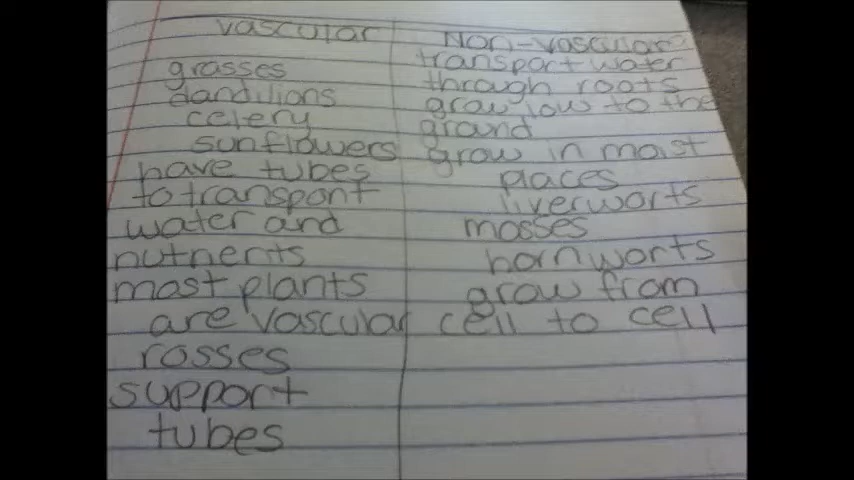 vascular
grasses
dandilions
celery
sunflowers
have tubes
to transport
water and
nutrients
most plants
are vascular
rosses
support
tubes
Non-vascular
transport water
through roots
grow low to the
ground
grow in moist
places
liverworts
mosses
hornworts
grow from
cell to cell